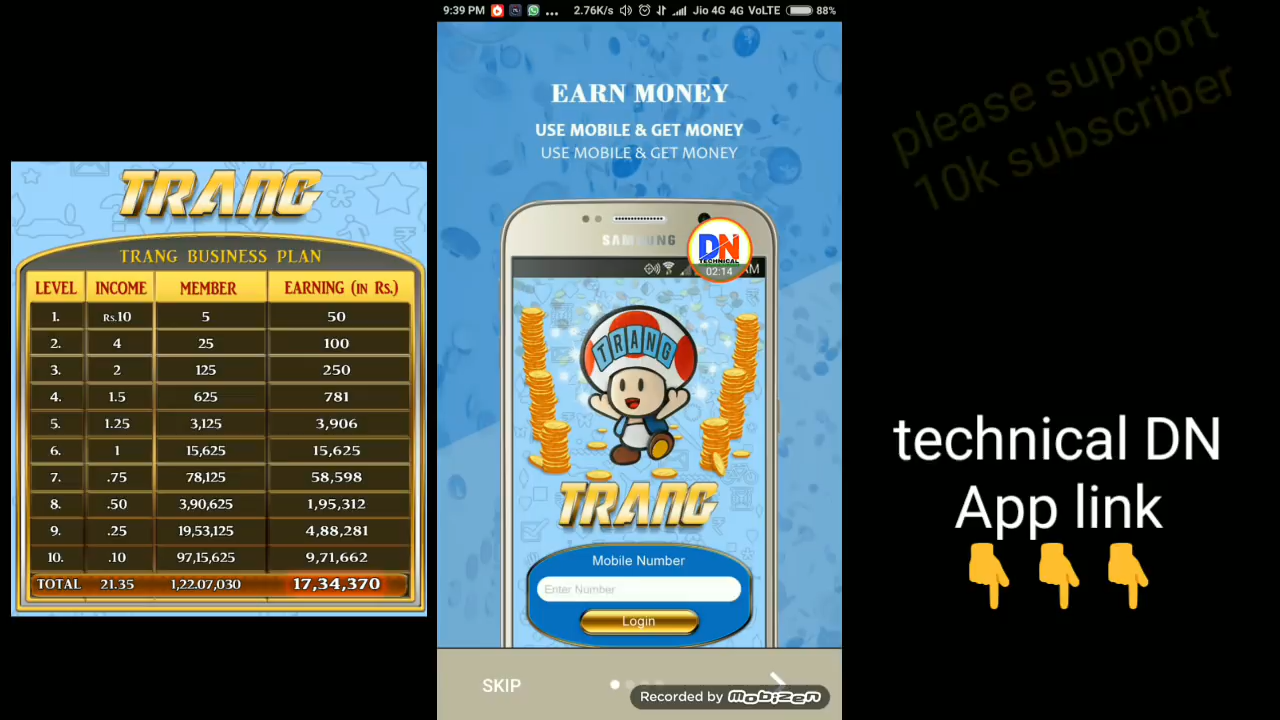 TRANG
TRANG BUSINESS PLAN
LEVEL INCOME MEMBER EARNING (IN RS.)
1. RS.10 5 50
2. 4 25 100
3. 2 125 250
4. 1.5 625 781
5. 1.25 3,125 3,906
6. 1 15,625 15,625
7. .75 78,125 58,598
8. .50 3,90,625 1,95,312
9. .25 19,53,125 4,88,281
10. .10 97,15,625 9,71,662
TOTAL 21.35 1,22,07,030 17,34,370
9:39 PM ... 2.76K/s Jio 4G 4G VoLTE 88%
EARN MONEY
USE MOBILE & GET MONEY
USE MOBILE & GET MONEY
SAMSUNG
DN
TECHNICAL
02:14 AM
TRANG
TRANG
Mobile Number
Enter Number
Login
SKIP
Recorded by Mobizen
please support
10k subscriber
technical DN
App link